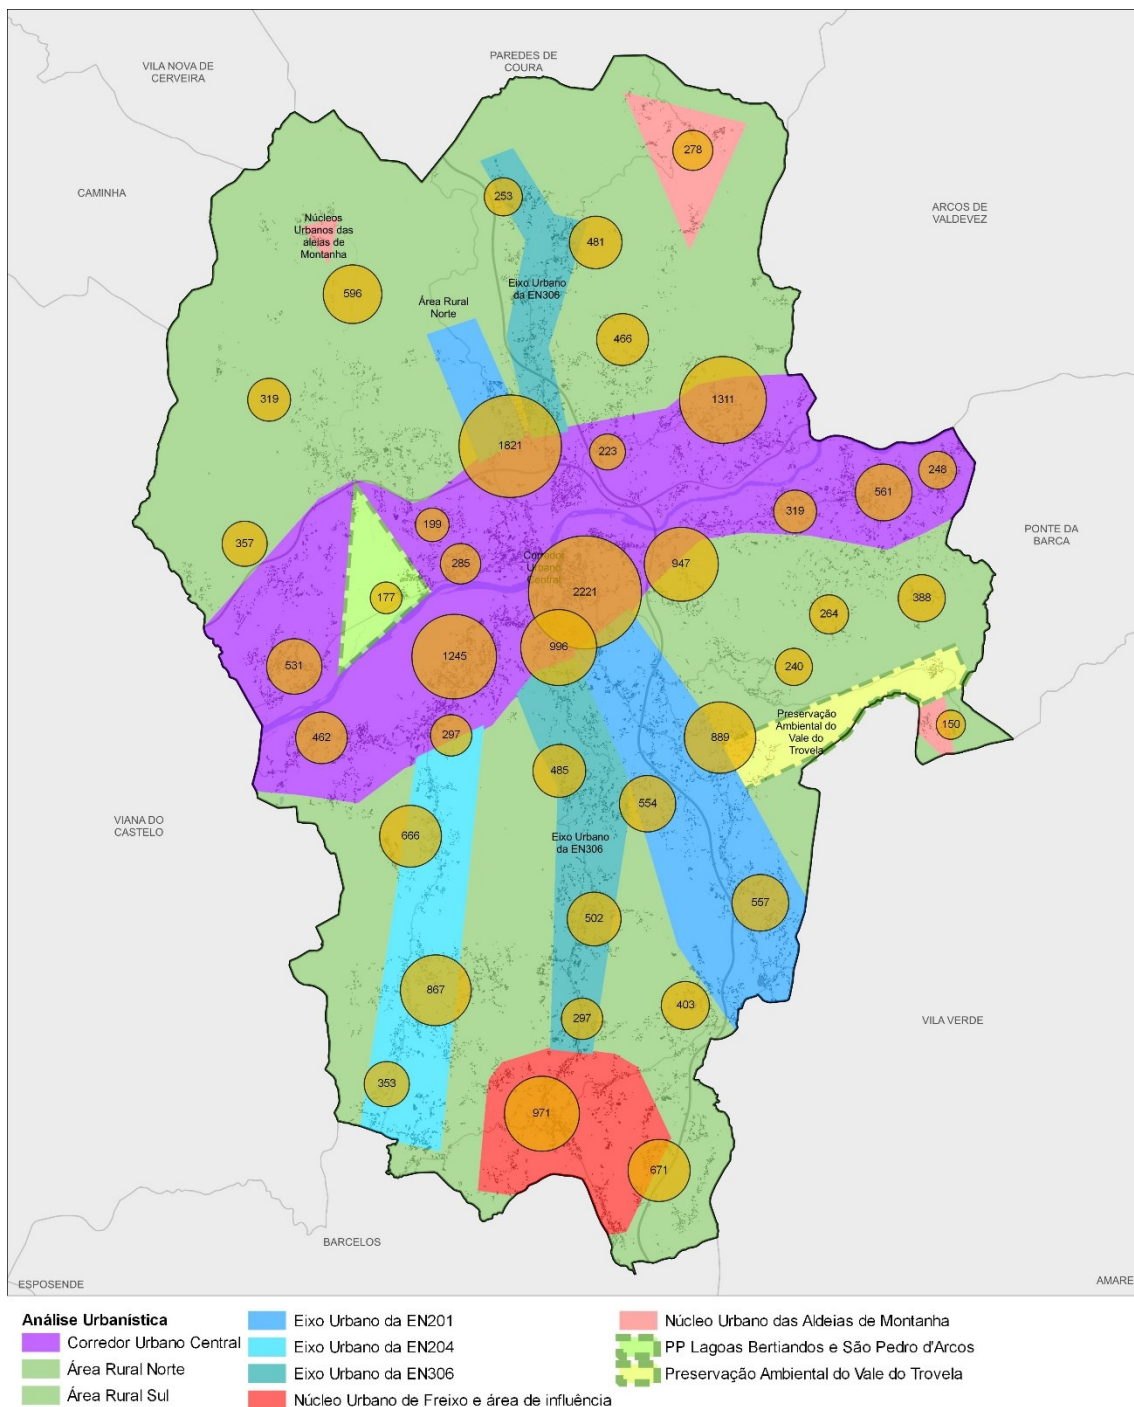 VILA NOVA DE
CERVEIRA
PAREDES DE
COURA
278
CAMINHA
253
ARCOS DE
VALDEVEZ
Núcleos
Urbanos das
aleias de
Montanha
481
Eixo Urbano
da EN306
596
Área Rural
Norte
466
319
1311
1821
223
248
561
319
199
357
PONTE DA
BARCA
285
Corredor
Urbano
Central
947
2221
177
388
264
996
1245
531
240
Preservação
Ambiental do
Vale do
Trovela
150
462
297
889
485
554
VIANA DO
CASTELO
666
Eixo Urbano
da EN306
557
502
867
403
297
VILA VERDE
353
971
671
BARCELOS
ESPOSENDE
AMARE
Análise Urbanística
Corredor Urbano Central
Área Rural Norte
Área Rural Sul
Eixo Urbano da EN201
Eixo Urbano da EN204
Eixo Urbano da EN306
Núcleo Urbano de Freixo e área de influência
Núcleo Urbano das Aldeias de Montanha
PP Lagoas Bertiandos e São Pedro d'Arcos
Preservação Ambiental do Vale do Trovela